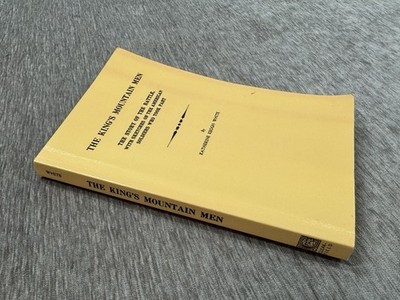 THE KING'S MOUNTAIN MEN
THE STORY OF THE BATTLE,
WITH SKETCHES OF THE AMERICAN
SOLDIERS WHO TOOK PART
By
KATHERINE KEOGH WHITE
WHITE
THE KING'S MOUNTAIN MEN